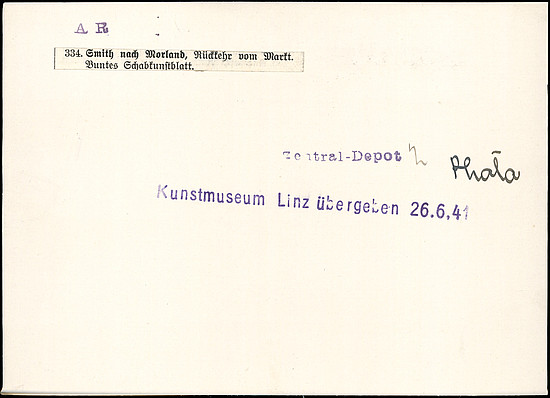 A R
334. Smith nach Morland, Rückkehr vom Markt.
Buntes Schabkunstblatt.
Zentral-Depot
Kunstmuseum Linz übergeben 26.6.41